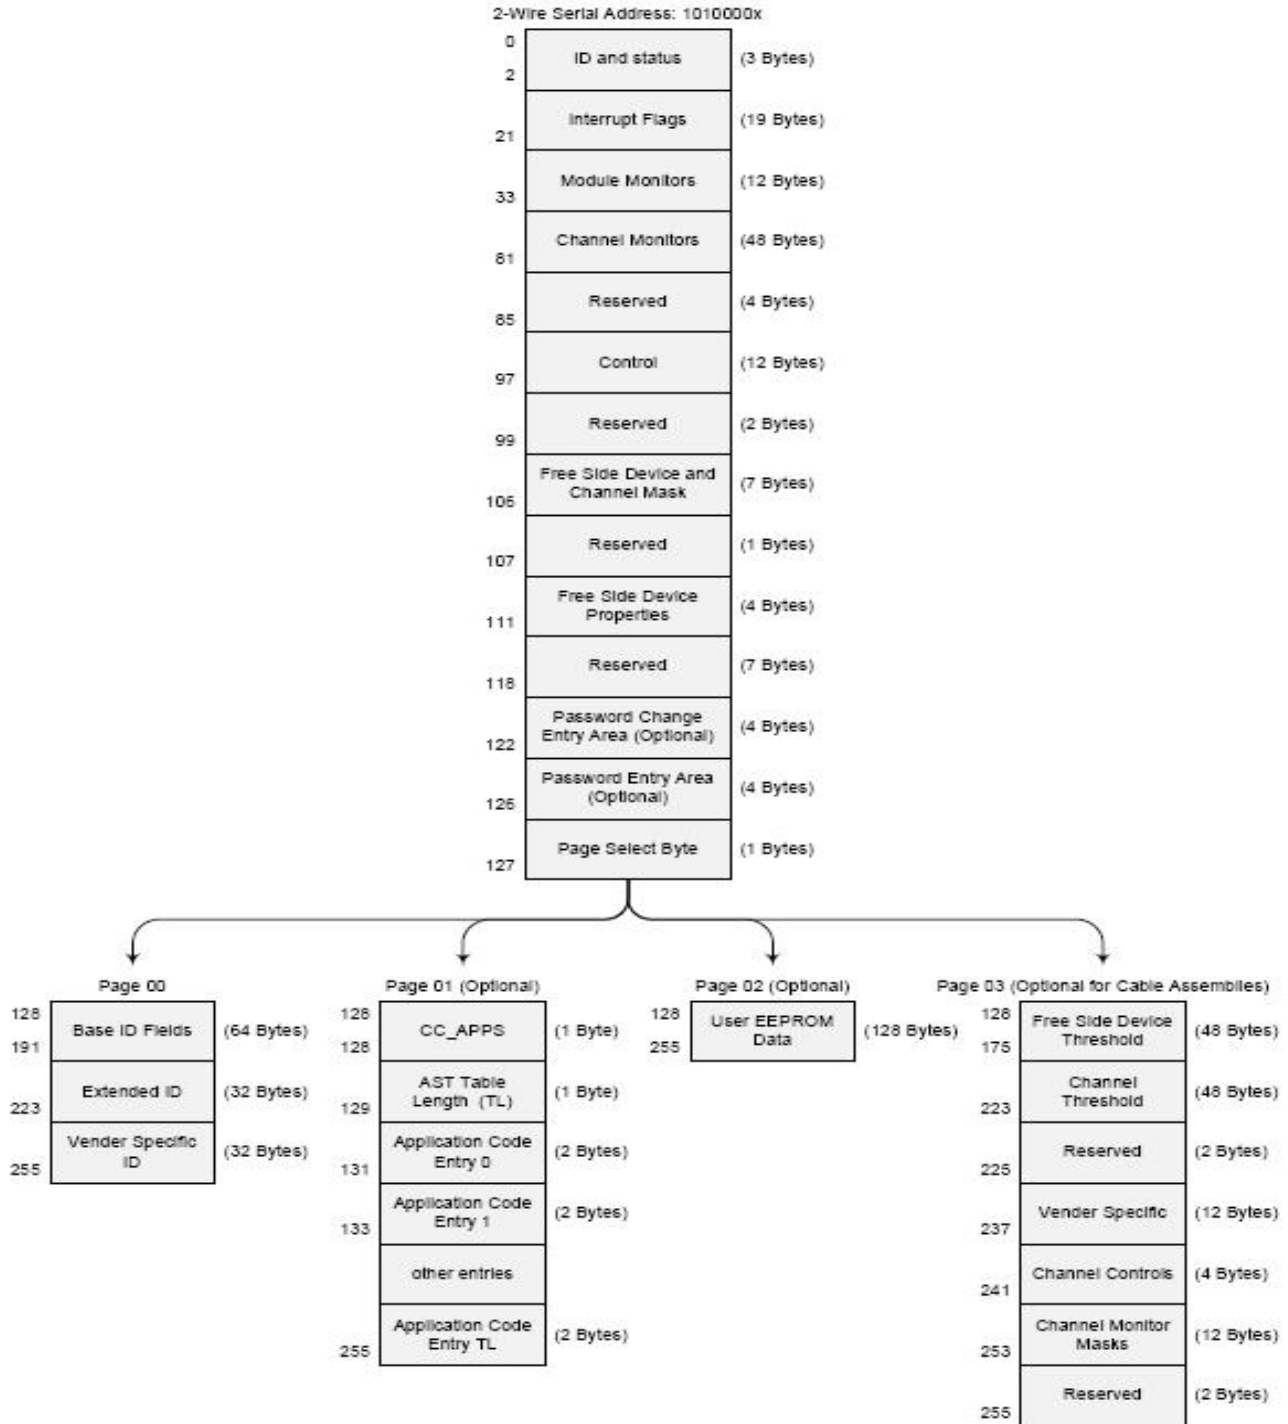 2-Wire Serial Address: 1010000x
0
ID and status
(3 Bytes)
2
Interrupt Flags
(19 Bytes)
21
Module Monitors
(12 Bytes)
33
Channel Monitors
(48 Bytes)
81
Reserved
(4 Bytes)
85
Control
(12 Bytes)
97
Reserved
(2 Bytes)
99
Free Side Device and
Channel Mask
(7 Bytes)
106
Reserved
(1 Bytes)
107
Free Side Device
Properties
(4 Bytes)
111
Reserved
(7 Bytes)
118
Password Change
Entry Area (Optional)
(4 Bytes)
122
Password Entry Area
(Optional)
(4 Bytes)
126
Page Select Byte
(1 Bytes)
127
Page 00
128
Base ID Fields
(64 Bytes)
191
Extended ID
(32 Bytes)
223
Vender Specific
ID
(32 Bytes)
255
Page 01 (Optional)
128
CC_APPS
(1 Byte)
128
AST Table
Length (TL)
(1 Byte)
129
Application Code
Entry 0
(2 Bytes)
131
Application Code
Entry 1
(2 Bytes)
133
other entries
Application Code
Entry TL
(2 Bytes)
255
Page 02 (Optional)
128
User EEPROM
Data
(128 Bytes)
255
Page 03 (Optional for Cable Assemblies)
128
Free Side Device
Threshold
(48 Bytes)
175
Channel
Threshold
(48 Bytes)
223
Reserved
(2 Bytes)
225
Vender Specific
(12 Bytes)
237
Channel Controls
(4 Bytes)
241
Channel Monitor
Masks
(12 Bytes)
253
Reserved
(2 Bytes)
255